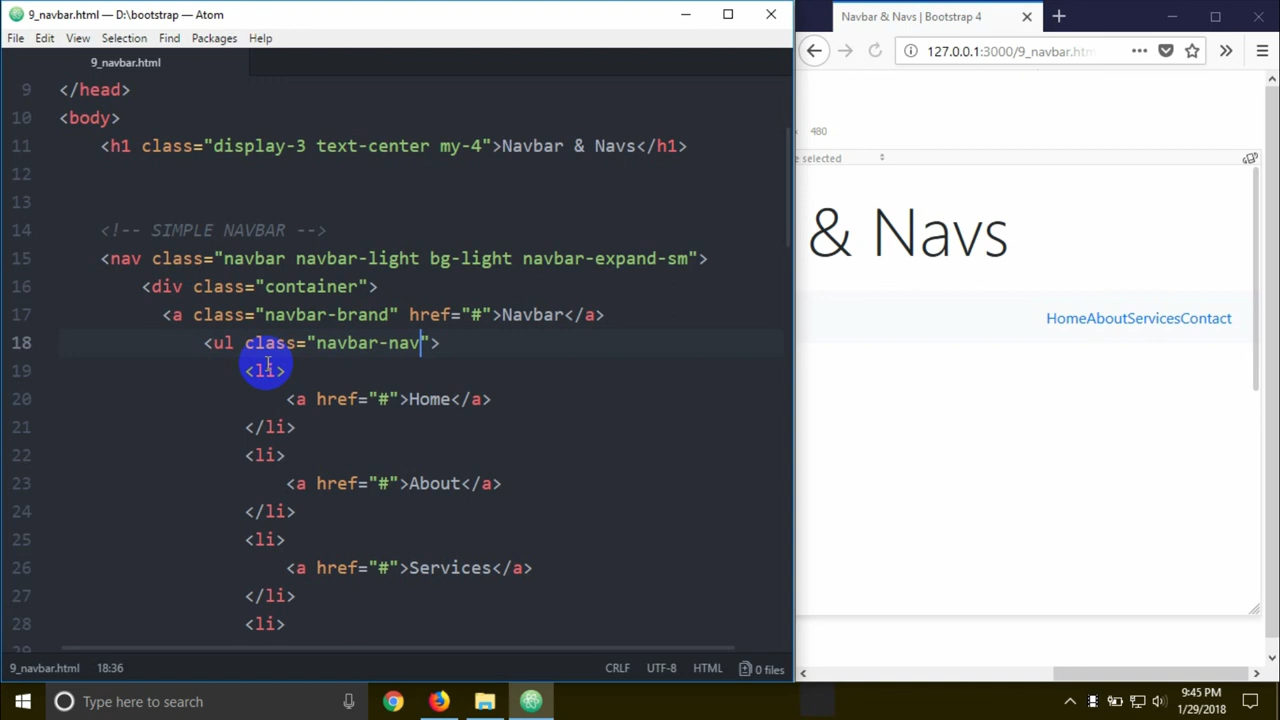 9_navbar.html — D:\bootstrap — Atom
File Edit View Selection Find Packages Help
9_navbar.html
9 </head>
10 <body>
11 <h1 class="display-3 text-center my-4">Navbar & Navs</h1>
12
13
14 <!-- SIMPLE NAVBAR -->
15 <nav class="navbar navbar-light bg-light navbar-expand-sm">
16 <div class="container">
17 <a class="navbar-brand" href="#">Navbar</a>
18 <ul class="navbar-nav">
19 <li>
20 <a href="#">Home</a>
21 </li>
22 <li>
23 <a href="#">About</a>
24 </li>
25 <li>
26 <a href="#">Services</a>
27 </li>
28 <li>
9_navbar.html 18:36 CRLF UTF-8 HTML 0 files
Navbar & Navs | Bootstrap 4
127.0.0.1:3000/9_navbar.htm
480
e selected
& Navs
HomeAboutServicesContact
Type here to search
9:45 PM
1/29/2018